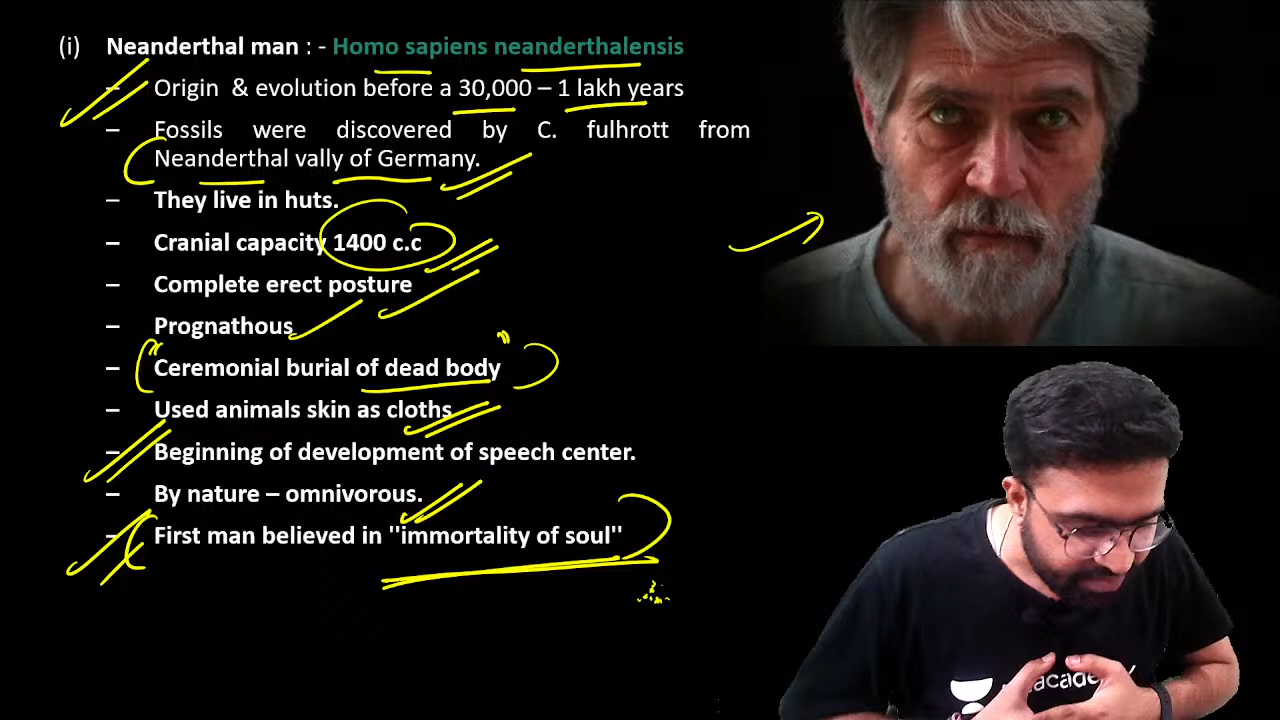 (i) Neanderthal man : - Homo sapiens neanderthalensis
– Origin & evolution before a 30,000 – 1 lakh years
– Fossils were discovered by C. fulhrott from
Neanderthal vally of Germany.
– They live in huts.
– Cranial capacity 1400 c.c
– Complete erect posture
– Prognathous
– Ceremonial burial of dead body
– Used animals skin as cloths
– Beginning of development of speech center.
– By nature – omnivorous.
– First man believed in "immortality of soul"